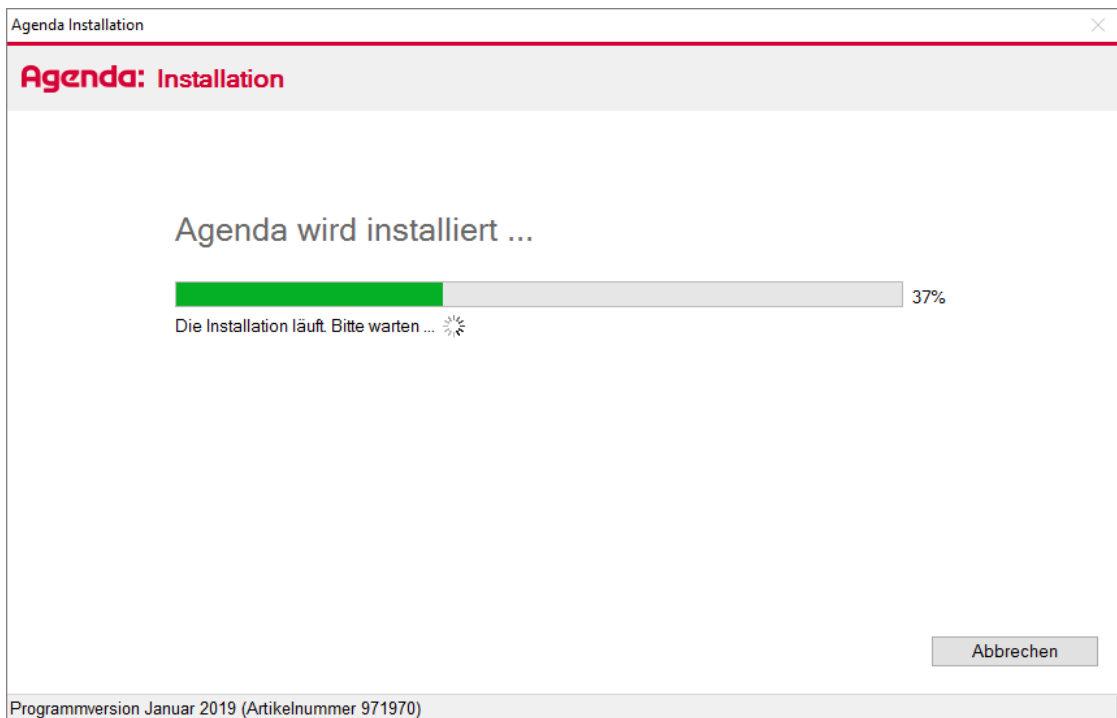 Agenda Installation
Agenda: Installation
Agenda wird installiert ...
37%
Die Installation läuft. Bitte warten ...
Abbrechen
Programmversion Januar 2019 (Artikelnummer 971970)